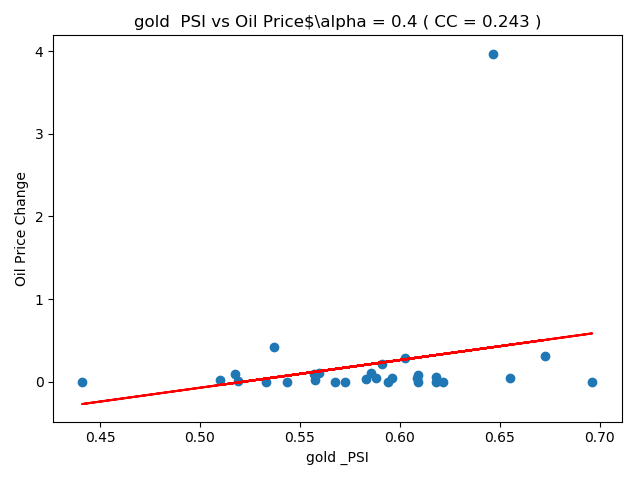 gold  PSI vs Oil Price$\alpha = 0.4 ( CC = 0.243 )
4
3
2
1
0
Oil Price Change
0.45 0.50 0.55 0.60 0.65 0.70
gold _PSI